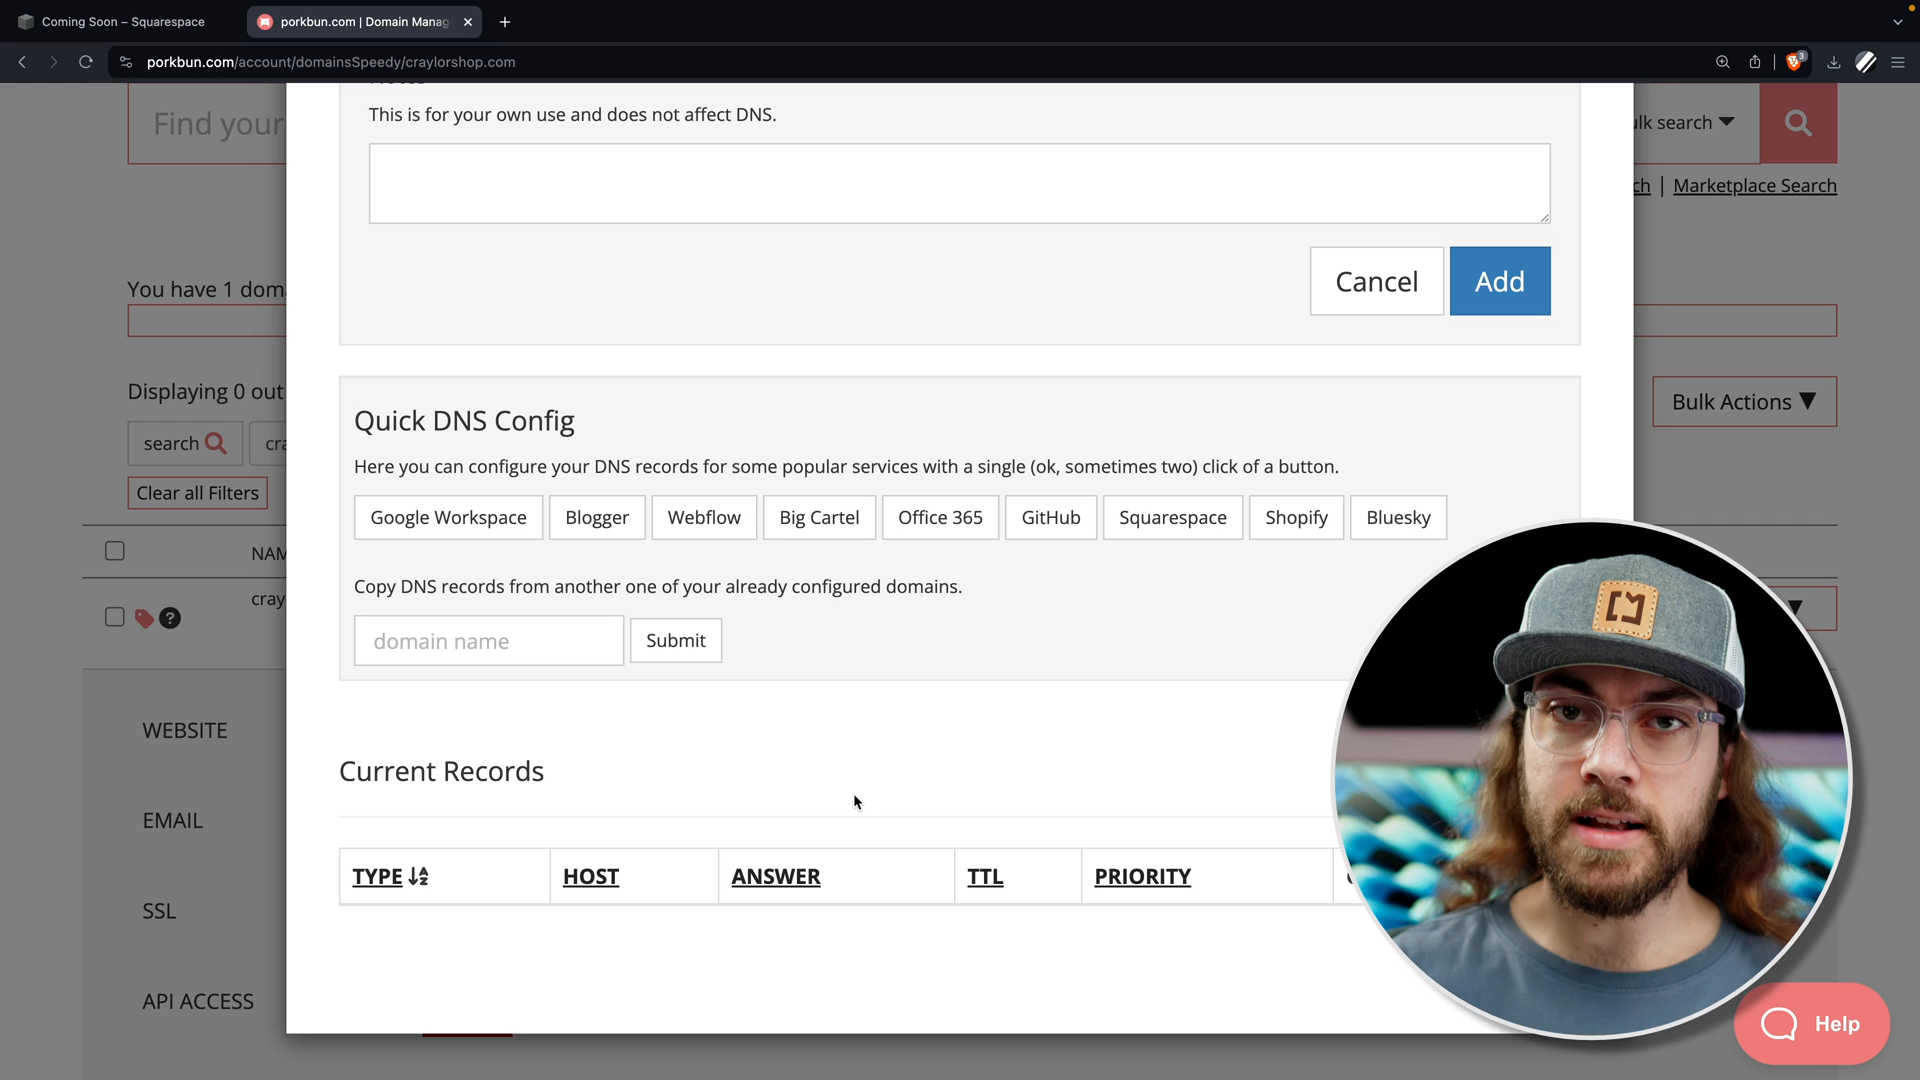 Coming Soon – Squarespace
porkbun.com | Domain Manag
porkbun.com/account/domainsSpeedy/craylorshop.com
3
Find your
This is for your own use and does not affect DNS.
ulk search
ch | Marketplace Search
Cancel
Add
You have 1 dom
Displaying 0 out
Bulk Actions
search
cra
Clear all Filters
Quick DNS Config
Here you can configure your DNS records for some popular services with a single (ok, sometimes two) click of a button.
Google Workspace
Blogger
Webflow
Big Cartel
Office 365
GitHub
Squarespace
Shopify
Bluesky
NAM
cray
Copy DNS records from another one of your already configured domains.
domain name
Submit
WEBSITE
EMAIL
SSL
API ACCESS
Current Records
TYPE
HOST
ANSWER
TTL
PRIORITY
Help